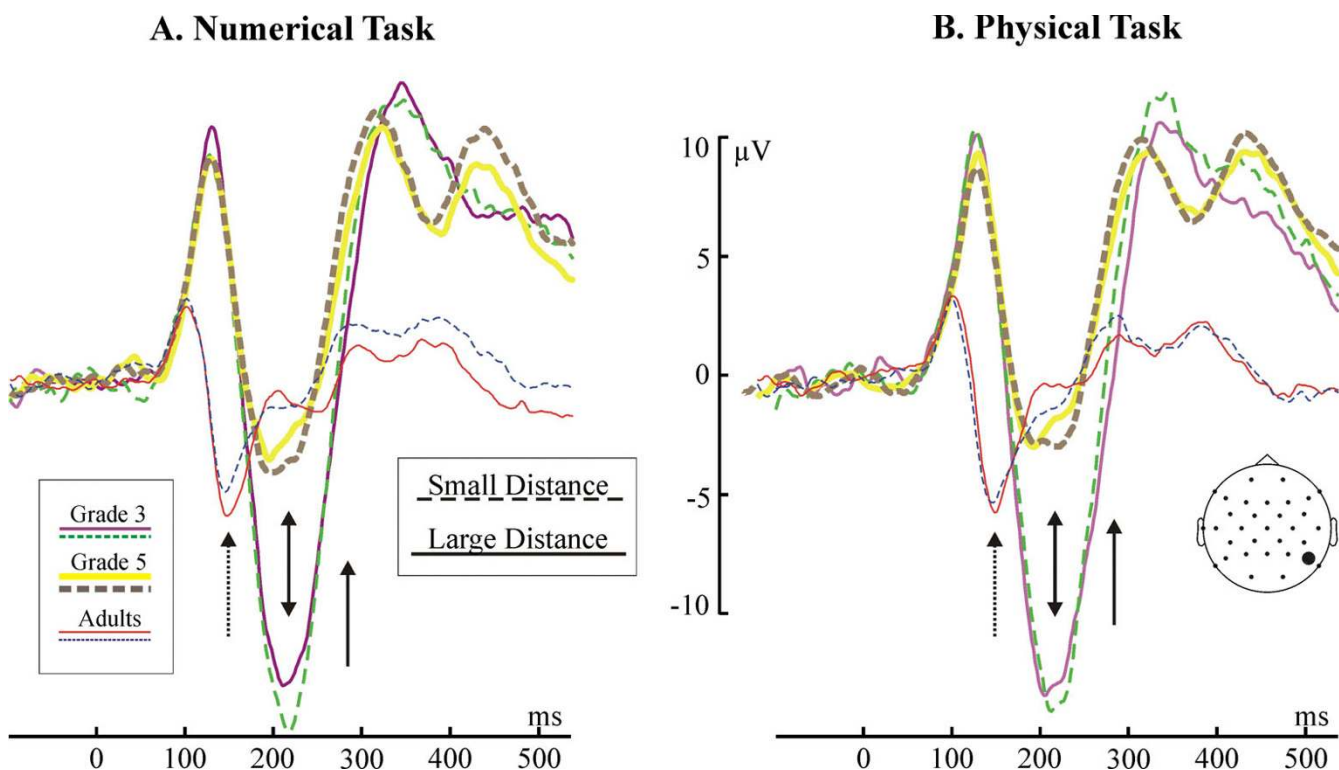 A. Numerical Task
B. Physical Task
10
µV
5
0
-5
-10
Grade 3
Grade 5
Adults
Small Distance
Large Distance
ms
0 100 200 300 400 500
ms
0 100 200 300 400 500